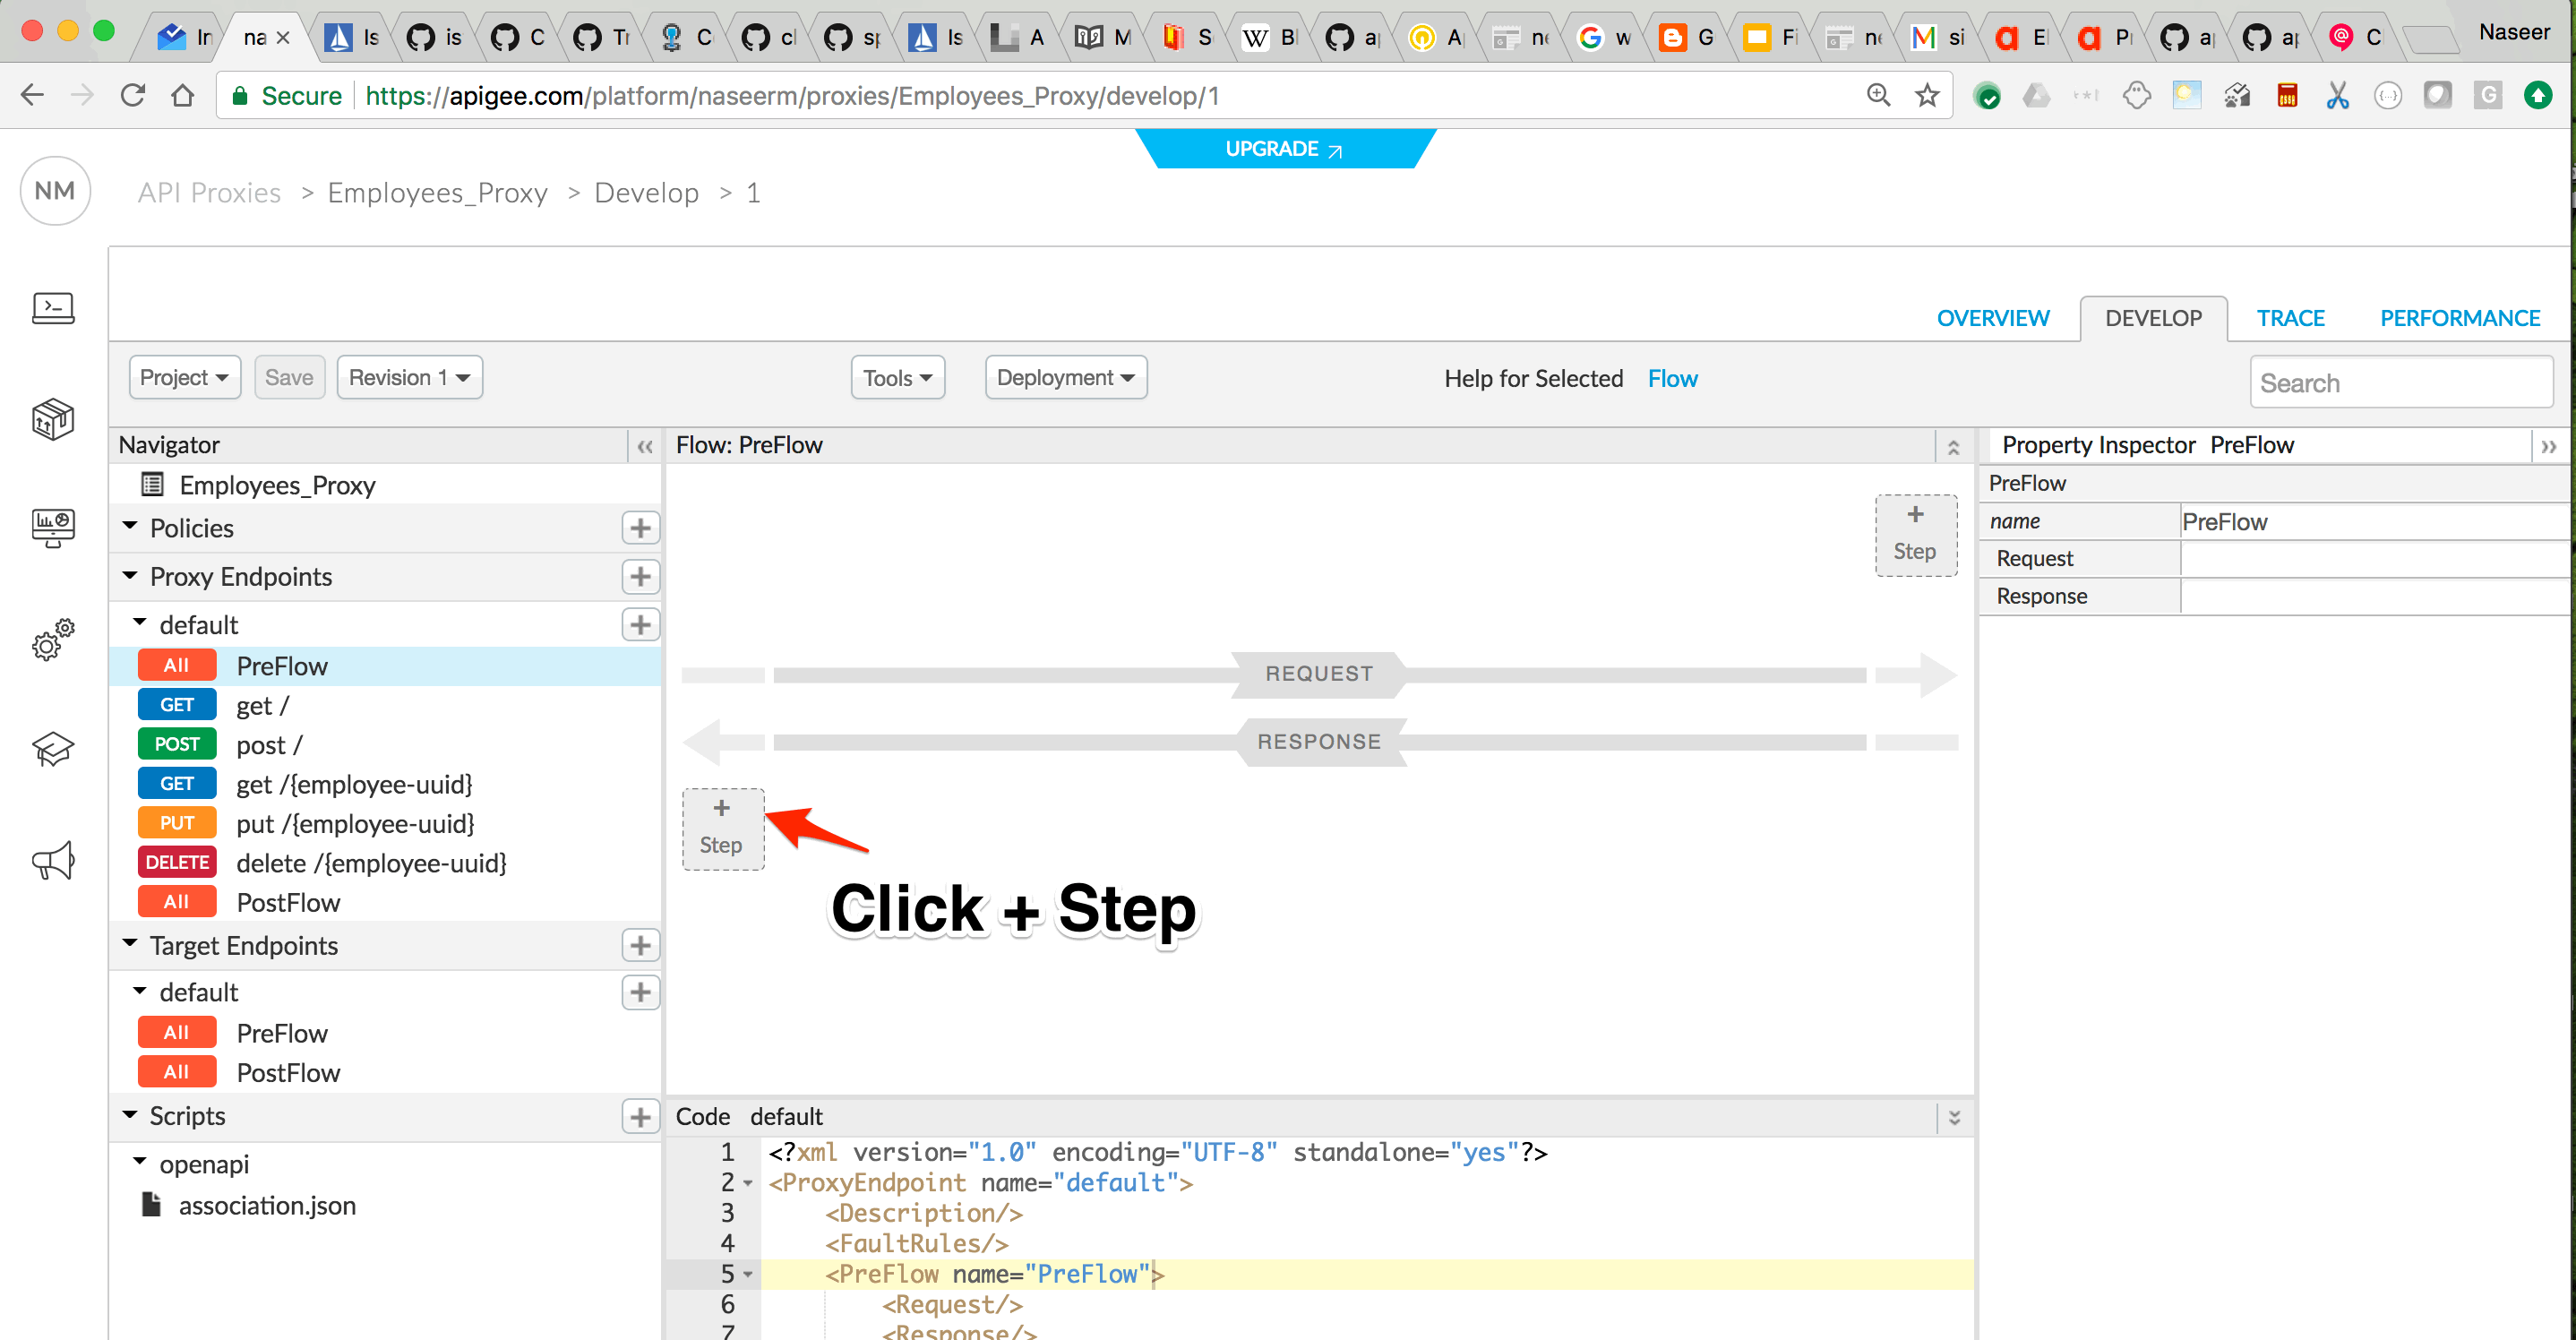 In na Is is C Tr C cl sp Is A M S W B a A ne G w G Fi ne M si E P a a C Naseer
Secure https://apigee.com/platform/naseerm/proxies/Employees_Proxy/develop/1
UPGRADE
NM API Proxies > Employees_Proxy > Develop > 1
OVERVIEW DEVELOP TRACE PERFORMANCE
Project Save Revision 1 Tools Deployment Help for Selected Flow Search
Navigator « Flow: PreFlow Property Inspector PreFlow »
Employees_Proxy
PreFlow
Policies +
name PreFlow
+ Step
Request
Proxy Endpoints +
Response
default +
All PreFlow
REQUEST
GET get /
POST post /
RESPONSE
GET get /{employee-uuid}
PUT put /{employee-uuid}
+ Step
DELETE delete /{employee-uuid}
All PostFlow
Click + Step
Target Endpoints +
default +
All PreFlow
All PostFlow
Scripts +
Code default
openapi
association.json
1 <?xml version="1.0" encoding="UTF-8" standalone="yes"?>
2 <ProxyEndpoint name="default">
3 <Description/>
4 <FaultRules/>
5 <PreFlow name="PreFlow">
6 <Request/>
7 <Response/>